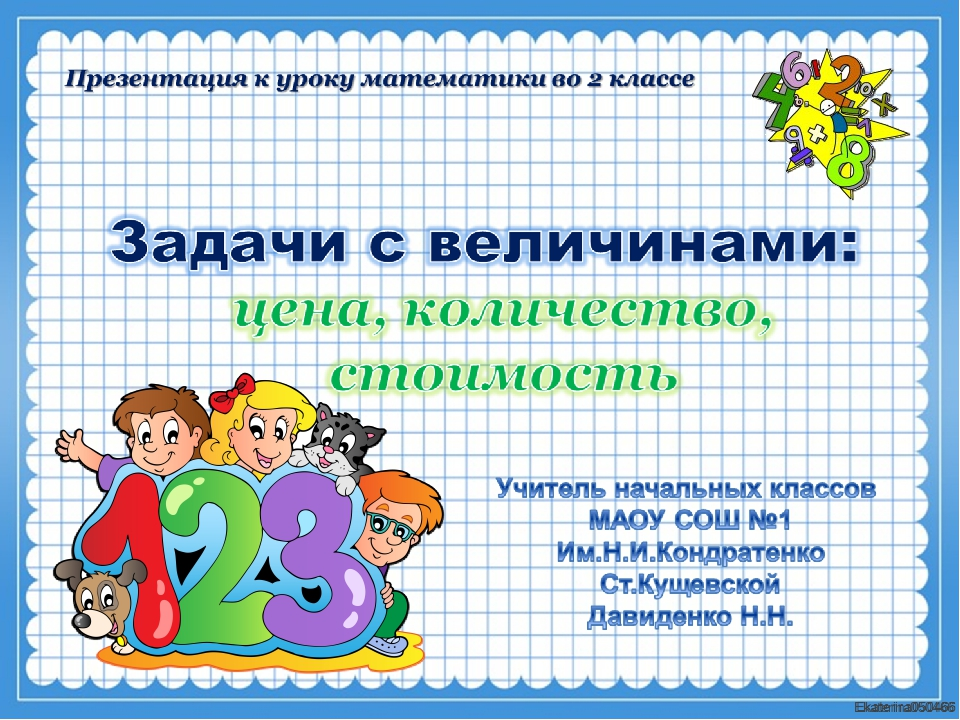 Презентация к уроку математики во 2 классе
Задачи с величинами:
цена, количество,
стоимость
123
Учитель начальных классов
МАОУ СОШ №1
Им.Н.И.Кондратенко
Ст.Кущевской
Давиденко Н.Н.
Ekaterina050466